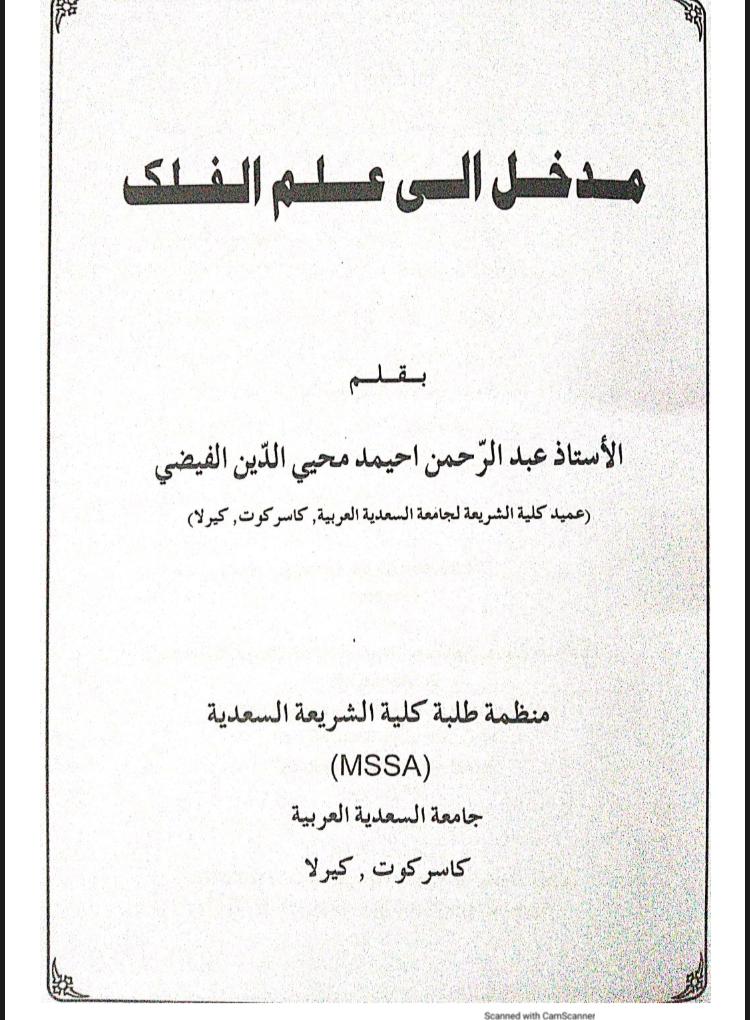 مدخل الى علم الفلك
بقلم
الأستاذ عبد الرّحمن احيمد محيي الدّين الفيضي
(عميد كلية الشريعة لجامعة السعدية العربية, كاسركوت, كيرلا)
منظمة طلبة كلية الشريعة السعدية
(MSSA)
جامعة السعدية العربية
كاسركوت , كيرلا
Scanned with CamScanner